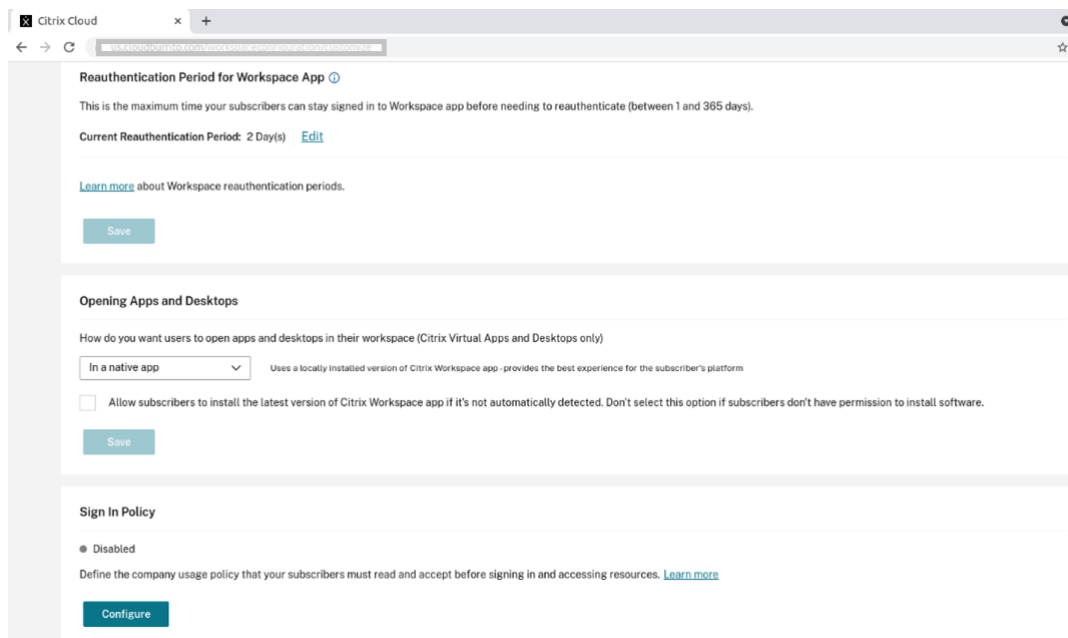 Citrix Cloud
us.cloudburrito.com/workspaceconfiguration/customize
Reauthentication Period for Workspace App
This is the maximum time your subscribers can stay signed in to Workspace app before needing to reauthenticate (between 1 and 365 days).
Current Reauthentication Period: 2 Day(s) Edit
Learn more about Workspace reauthentication periods.
Save
Opening Apps and Desktops
How do you want users to open apps and desktops in their workspace (Citrix Virtual Apps and Desktops only)
In a native app Uses a locally installed version of Citrix Workspace app - provides the best experience for the subscriber's platform
Allow subscribers to install the latest version of Citrix Workspace app if it's not automatically detected. Don't select this option if subscribers don't have permission to install software.
Save
Sign In Policy
Disabled
Define the company usage policy that your subscribers must read and accept before signing in and accessing resources. Learn more
Configure